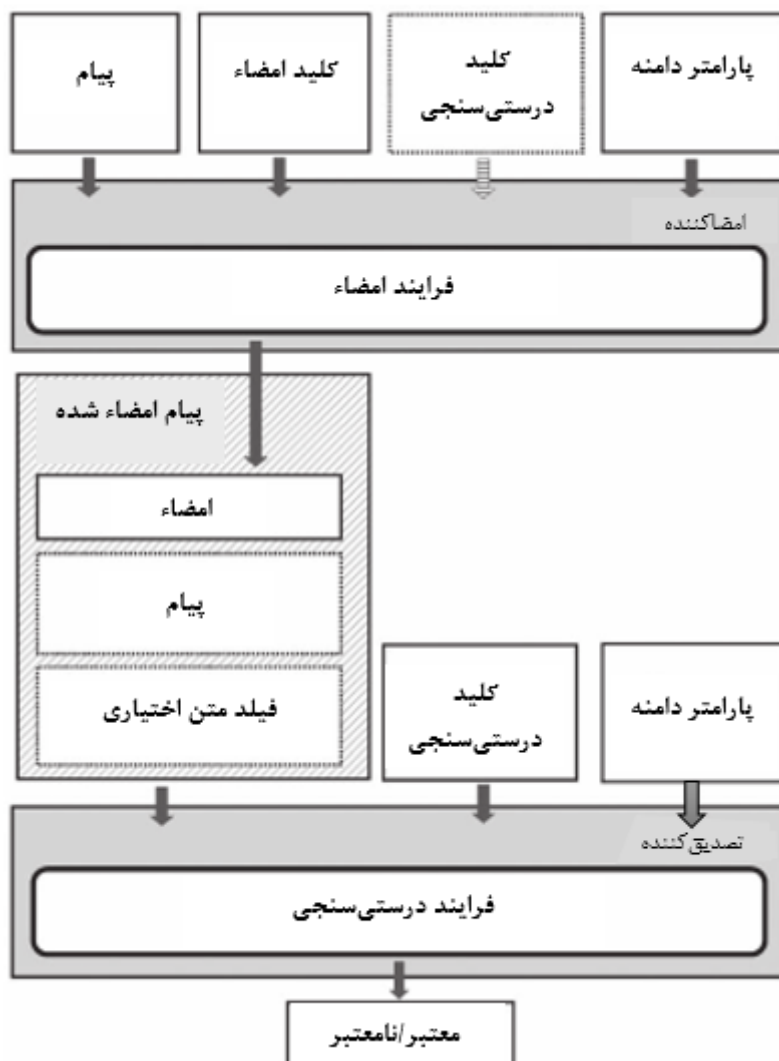 پارامتر دامنه
کلید
درستی‌سنجی
کلید امضاء
پیام
امضاکننده
فرایند امضاء
پیام امضاء شده
امضاء
پیام
فیلد متن اختیاری
پارامتر دامنه
کلید
درستی‌سنجی
تصدیق‌کننده
فرایند درستی‌سنجی
معتبر/نامعتبر